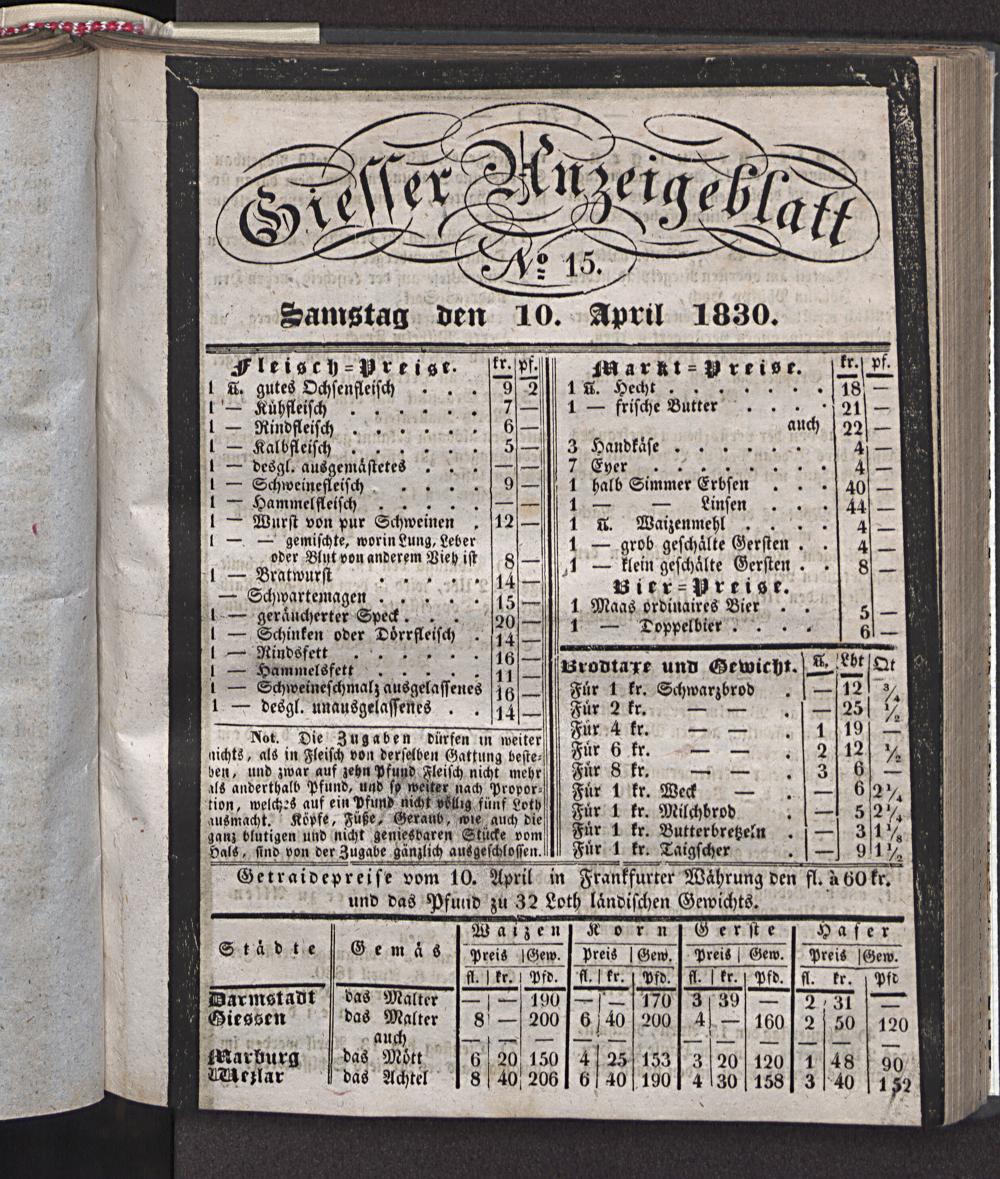 Giesser Anzeigeblatt
No 15.
Samstag den 10. April 1830.
Fleisch=Preise. kr. pf.
1 ℔. gutes Ochsenfleisch . . . 9 2
1 — Kühfleisch . . . . . 7 —
1 — Rindfleisch . . . . . . 6 —
1 — Kalbfleisch . . . . . 5 —
1 — desgl. ausgemästetes . . . — —
1 — Schweinefleisch . . . . . 9 —
1 — Hammelfleisch . . . . . — —
1 — Wurst von pur Schweinen . 12 —
1 — — gemischte, worin Lung, Leber
oder Blut von anderem Vieh ist 8 —
1 — Bratwurst . . . . . 14 —
— Schwartemagen . . . . . 15 —
1 — geräucherter Speck . . . . 20 —
1 — Schinken oder Dörrfleisch . 14 —
1 — Rindsfett . . . . . . 16 —
1 — Hammelsfett . . . . . 11 —
1 — Schweineschmalz ausgelassenes 16 —
1 — desgl. unausgelassenes . . 14 —
Not. Die Zugaben dürfen in weiter
nichts, als in Fleisch von derselben Gattung beste=
ben, und zwar auf zehn Pfund Fleisch nicht mehr
als anderthalb Pfund, und so weiter nach Propor=
tion, welches auf ein Pfund nicht völlig fünf Loth
ausmacht. Köpfe, Füße, Geraub, wie auch die
ganz blutigen und nicht geniesbaren Stücke vom
Hals, sind von der Zugabe gänzlich ausgeschlossen.
Markt=Preise. kr. pf.
1 ℔. Hecht . . . . . . . 18 —
1 — frische Butter . . . . 21 —
auch 22 —
3 Handkäse . . . . . . . 4 —
7 Eyer . . . . . . . . 4 —
1 halb Simmer Erbsen . . . 40 —
1 — — Linsen . . . 44 —
1 ℔. Waizenmehl . . . . 4 —
1 — grob geschälte Gersten . . 4 —
1 — klein geschälte Gersten . . 8 —
Bier=Preise.
1 Maas ordinaires Bier . . 5 —
1 — Doppelbier . . . . 6 —
Brodtaxe und Gewicht. ℔. Lht Qt
Für 1 kr. Schwarzbrod . — 12 ¾
Für 2 kr. — — . — 25 ½
Für 4 kr. — — . 1 19 —
Für 6 kr. — — . 2 12 ½
Für 8 kr. — — . 3 6 —
Für 1 kr. Weck — . — 6 2¼
Für 1 kr. Milchbrod . — 5 2¼
Für 1 kr. Butterbretzeln . — 3 1⅛
Für 1 kr. Taigscher . — 9 1½
Getraidepreise vom 10. April in Frankfurter Währung den fl. à 60 kr.
und das Pfund zu 32 Loth ländischen Gewichts.
Städte Gemäs Waizen Korn Gerste Hafer
Preis Gew. Preis Gew. Preis Gew. Preis Gew.
fl. kr. Pfd. fl. kr. Pfd. fl. kr. Pfd. fl. kr. Pfd
Darmstadt das Malter — — 190 — — 170 3 39 — 2 31 —
Giessen das Malter 8 — 200 6 40 200 4 — 160 2 50 120
auch — — — — — — — — — — — —
Marburg das Mött 6 20 150 4 25 153 3 20 120 1 48 90
Wezlar das Achtel 8 40 206 6 40 190 4 30 158 3 40 152